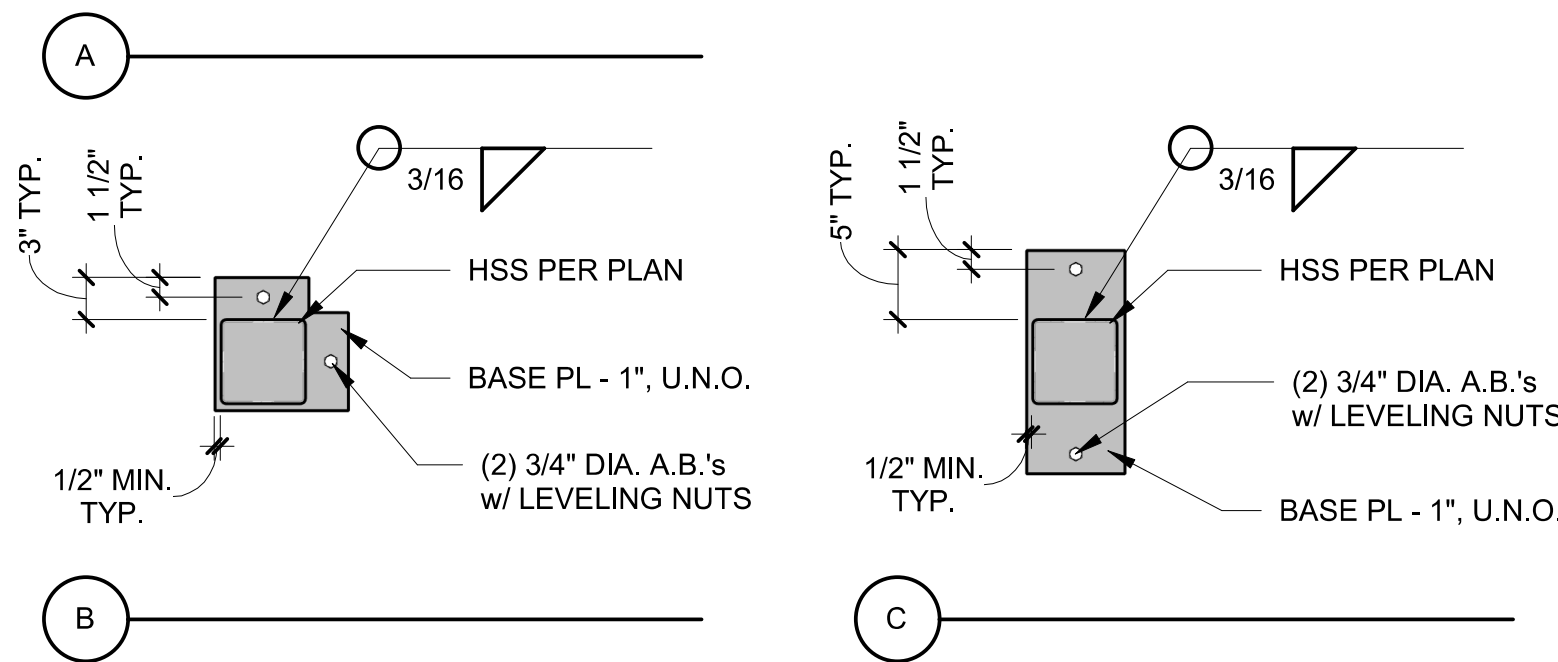 A
3" TYP.
1 1/2"
TYP.
3/16
HSS PER PLAN
BASE PL - 1", U.N.O.
(2) 3/4" DIA. A.B.'s
w/ LEVELING NUTS
1/2" MIN.
TYP.
B
5" TYP.
1 1/2"
TYP.
3/16
HSS PER PLAN
(2) 3/4" DIA. A.B.'s
w/ LEVELING NUTS
BASE PL - 1", U.N.O.
1/2" MIN.
TYP.
C